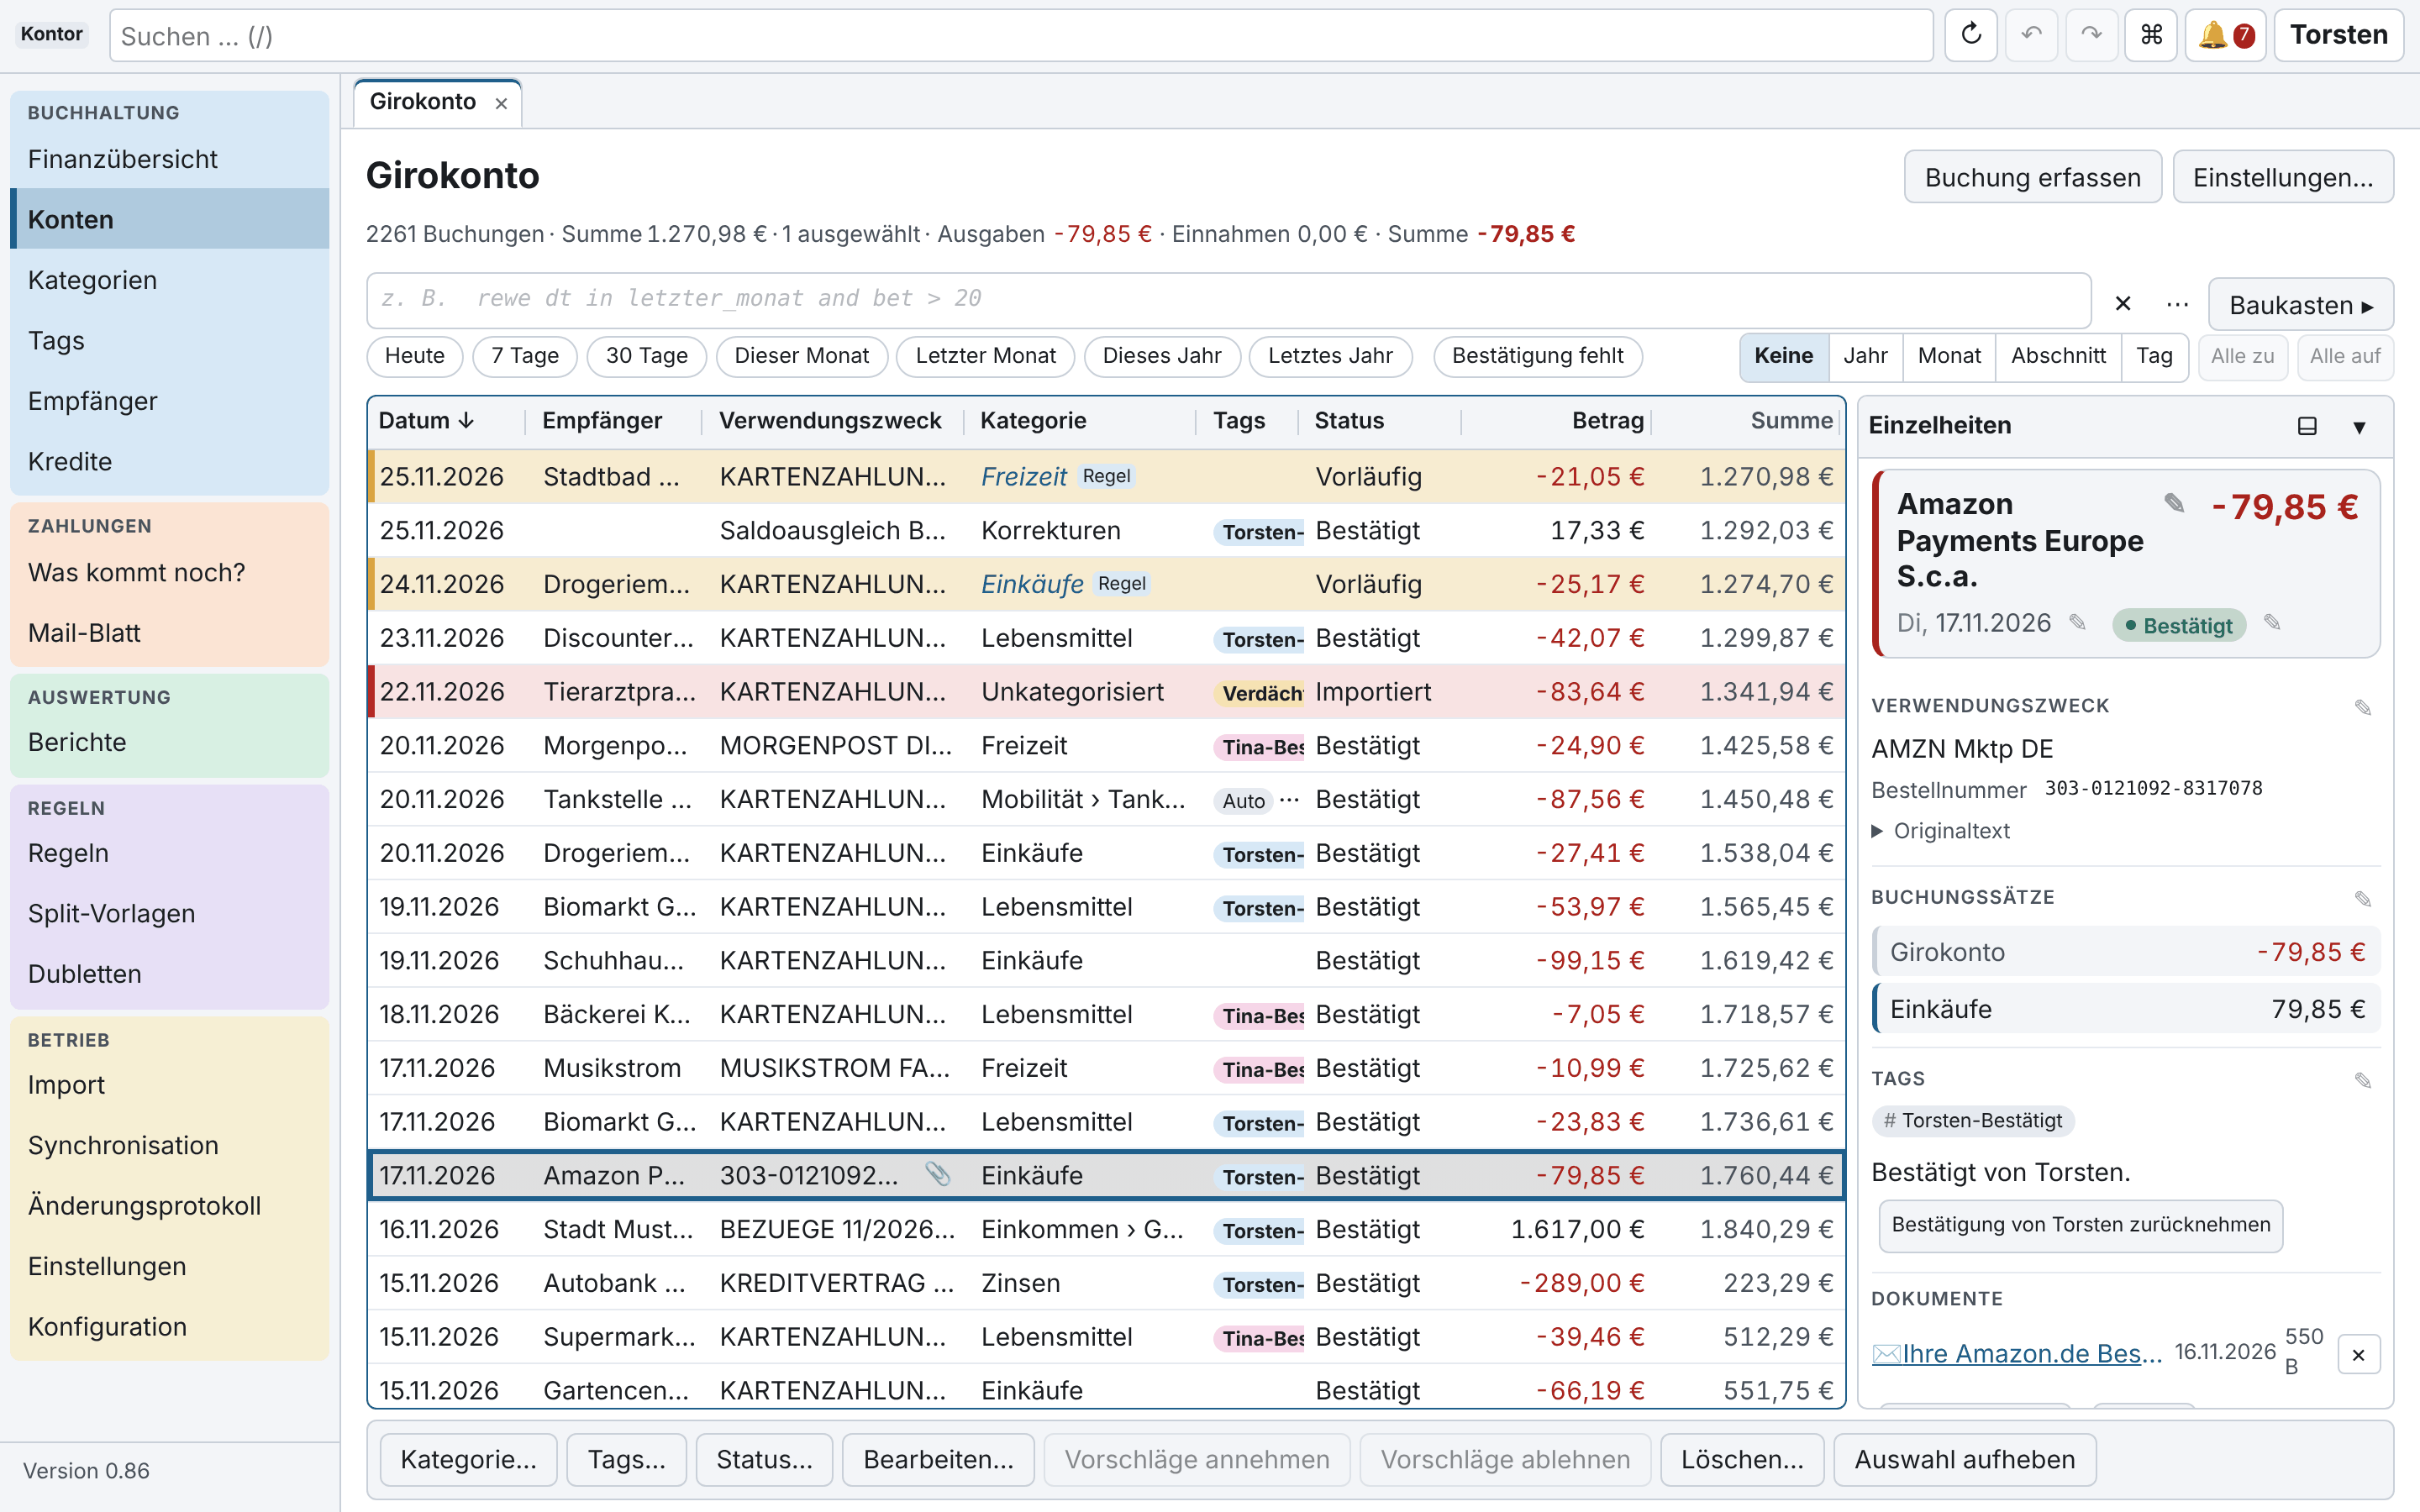 Kontor Suchen ... (/) 7 Torsten
BUCHHALTUNG
Finanzübersicht
Konten
Kategorien
Tags
Empfänger
Kredite
ZAHLUNGEN
Was kommt noch?
Mail-Blatt
AUSWERTUNG
Berichte
REGELN
Regeln
Split-Vorlagen
Dubletten
BETRIEB
Import
Synchronisation
Änderungsprotokoll
Einstellungen
Konfiguration
Version 0.86
Girokonto ×
Girokonto
Buchung erfassen Einstellungen...
2261 Buchungen · Summe 1.270,98 € · 1 ausgewählt · Ausgaben -79,85 € · Einnahmen 0,00 € · Summe -79,85 €
z. B. rewe dt in letzter_monat and bet > 20 × ... Baukasten ▸
Heute 7 Tage 30 Tage Dieser Monat Letzter Monat Dieses Jahr Letztes Jahr Bestätigung fehlt Keine Jahr Monat Abschnitt Tag Alle zu Alle auf
Datum ↓ Empfänger Verwendungszweck Kategorie Tags Status Betrag Summe
25.11.2026 Stadtbad ... KARTENZAHLUN... Freizeit Regel Vorläufig -21,05 € 1.270,98 €
25.11.2026 Saldoausgleich B... Korrekturen Torsten- Bestätigt 17,33 € 1.292,03 €
24.11.2026 Drogeriem... KARTENZAHLUN... Einkäufe Regel Vorläufig -25,17 € 1.274,70 €
23.11.2026 Discounter... KARTENZAHLUN... Lebensmittel Torsten- Bestätigt -42,07 € 1.299,87 €
22.11.2026 Tierarztpra... KARTENZAHLUN... Unkategorisiert Verdäch Importiert -83,64 € 1.341,94 €
20.11.2026 Morgenpo... MORGENPOST DI... Freizeit Tina-Bes Bestätigt -24,90 € 1.425,58 €
20.11.2026 Tankstelle ... KARTENZAHLUN... Mobilität › Tank... Auto ... Bestätigt -87,56 € 1.450,48 €
20.11.2026 Drogeriem... KARTENZAHLUN... Einkäufe Torsten- Bestätigt -27,41 € 1.538,04 €
19.11.2026 Biomarkt G... KARTENZAHLUN... Lebensmittel Torsten- Bestätigt -53,97 € 1.565,45 €
19.11.2026 Schuhhau... KARTENZAHLUN... Einkäufe Bestätigt -99,15 € 1.619,42 €
18.11.2026 Bäckerei K... KARTENZAHLUN... Lebensmittel Tina-Bes Bestätigt -7,05 € 1.718,57 €
17.11.2026 Musikstrom MUSIKSTROM FA... Freizeit Tina-Bes Bestätigt -10,99 € 1.725,62 €
17.11.2026 Biomarkt G... KARTENZAHLUN... Lebensmittel Torsten- Bestätigt -23,83 € 1.736,61 €
17.11.2026 Amazon P... 303-0121092... Einkäufe Torsten- Bestätigt -79,85 € 1.760,44 €
16.11.2026 Stadt Must... BEZUEGE 11/2026... Einkommen › G... Torsten- Bestätigt 1.617,00 € 1.840,29 €
15.11.2026 Autobank ... KREDITVERTRAG ... Zinsen Torsten- Bestätigt -289,00 € 223,29 €
15.11.2026 Supermark... KARTENZAHLUN... Lebensmittel Tina-Bes Bestätigt -39,46 € 512,29 €
15.11.2026 Gartencen... KARTENZAHLUN... Einkäufe Bestätigt -66,19 € 551,75 €
Einzelheiten
Amazon Payments Europe S.c.a. -79,85 €
Di, 17.11.2026 Bestätigt
VERWENDUNGSZWECK
AMZN Mktp DE
Bestellnummer 303-0121092-8317078
▶ Originaltext
BUCHUNGSSÄTZE
Girokonto -79,85 €
Einkäufe 79,85 €
TAGS
# Torsten-Bestätigt
Bestätigt von Torsten.
Bestätigung von Torsten zurücknehmen
DOKUMENTE
Ihre Amazon.de Bes... 16.11.2026 550 B ×
Kategorie... Tags... Status... Bearbeiten... Vorschläge annehmen Vorschläge ablehnen Löschen... Auswahl aufheben